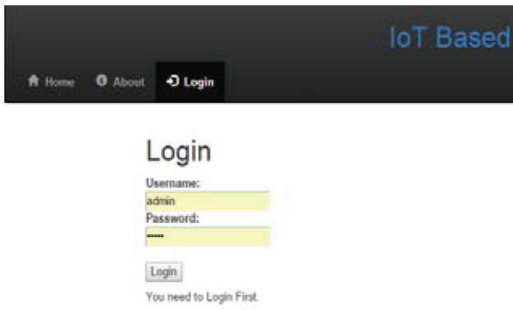 IoT Based
Home About Login
Login
Username:
admin
Password:
•••••
Login
You need to Login First.